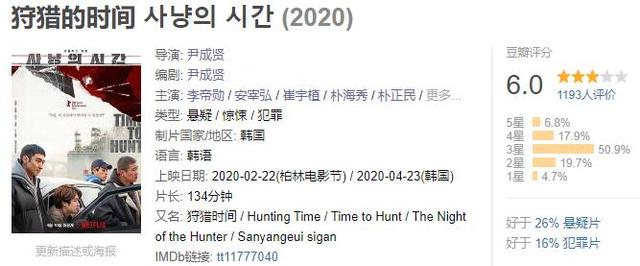 狩猎的时间 사냥의 시간 (2020)
사냥의 시간
TIME
TO
HUNT
NETFLIX
更新描述或海报
导演: 尹成贤
编剧: 尹成贤
主演: 李帝勋 / 安宰弘 / 崔宇植 / 朴海秀 / 朴正民 / 更多...
类型: 悬疑 / 惊悚 / 犯罪
制片国家/地区: 韩国
语言: 韩语
上映日期: 2020-02-22(柏林电影节) / 2020-04-23(韩国)
片长: 134分钟
又名: 狩猎时间 / Hunting Time / Time to Hunt / The Night
of the Hunter / Sanyangeui sigan
IMDb链接: tt11777040
豆瓣评分
6.0
1193人评价
5星 6.8%
4星 17.9%
3星 50.9%
2星 19.7%
1星 4.7%
好于 26% 悬疑片
好于 16% 犯罪片